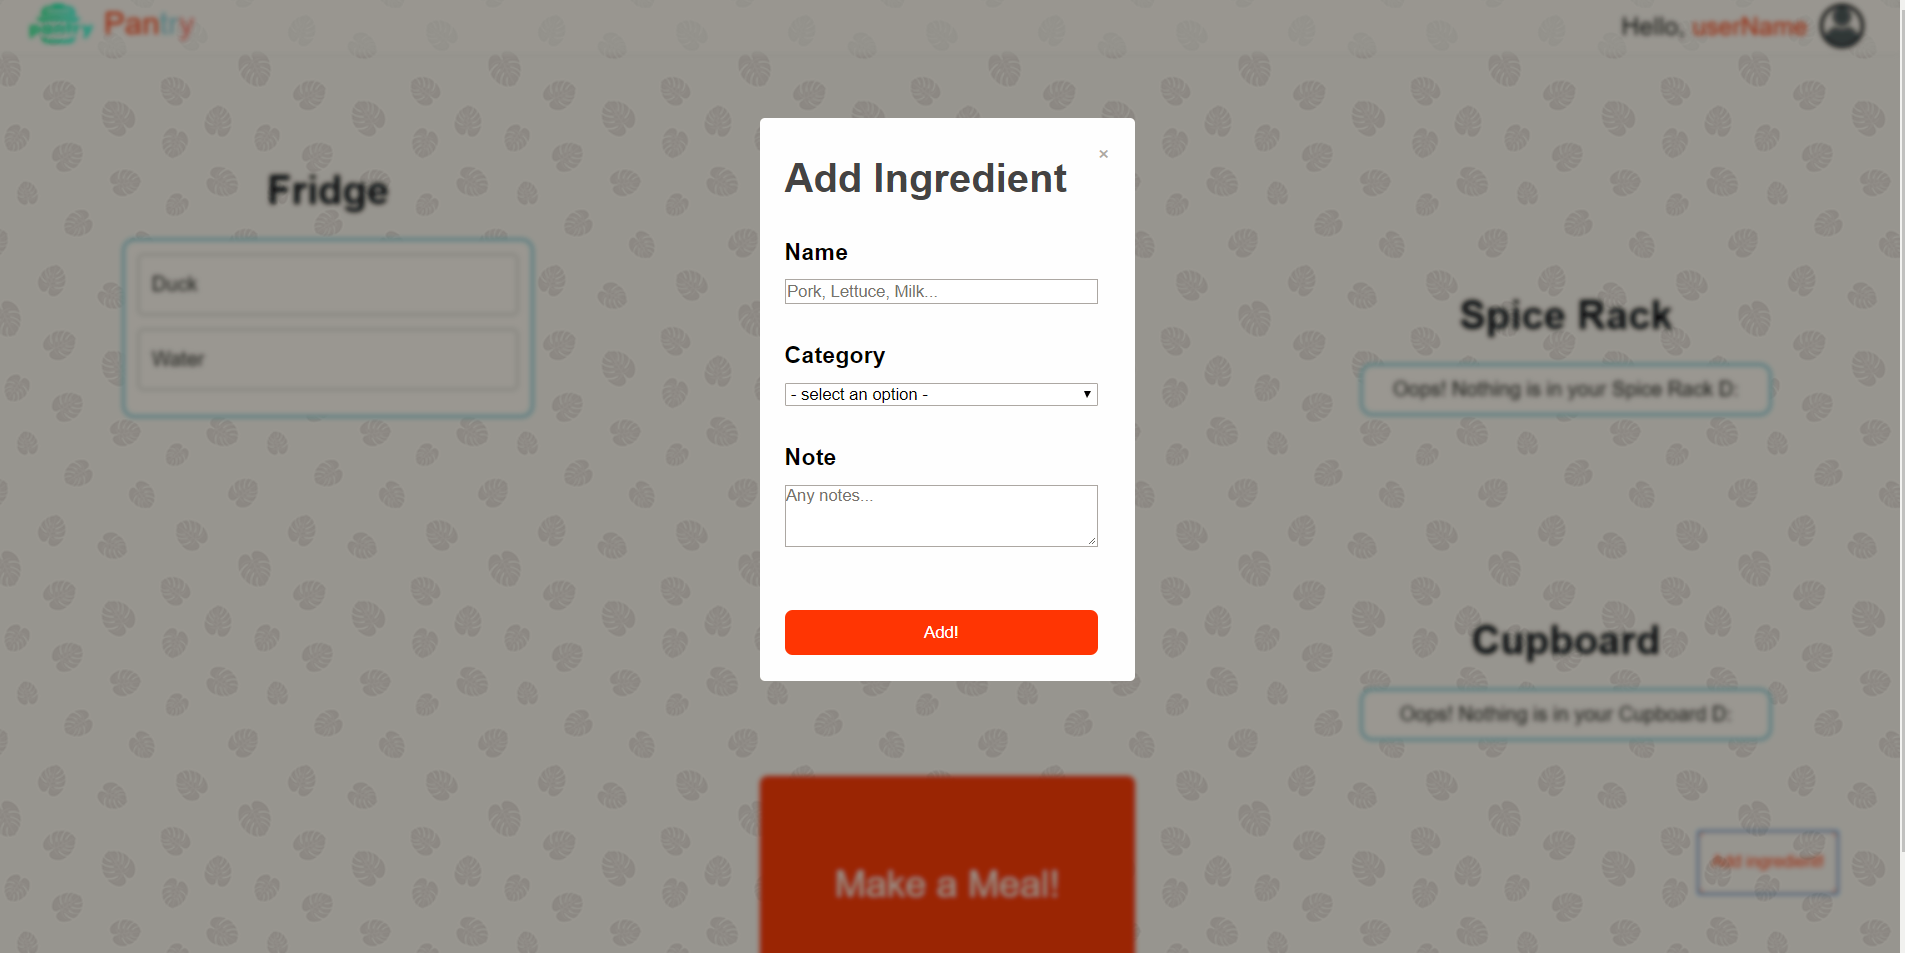 Pantry Pantry
Hello, userName
Fridge
Duck
Water
Add Ingredient
×
Name
Pork, Lettuce, Milk...
Category
- select an option -
Note
Any notes...
Add!
Spice Rack
Oops! Nothing is in your Spice Rack D:
Cupboard
Oops! Nothing is in your Cupboard D:
Make a Meal!
Add ingredient!